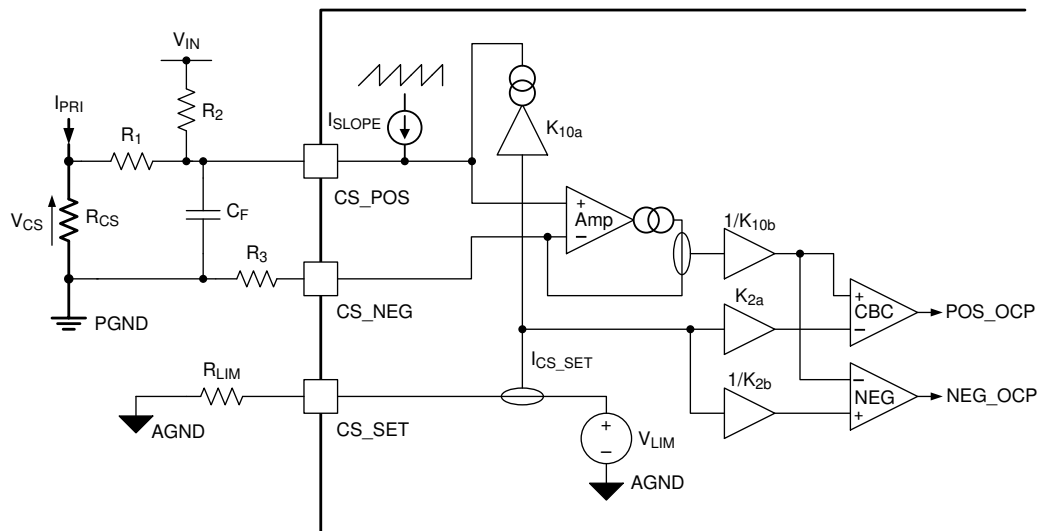 V_IN
I_PRI
R_1
R_2
I_SLOPE
K_10a
CS_POS
V_CS
R_CS
C_F
+
Amp
−
1/K_10b
R_3
CS_NEG
PGND
K_2a
+
CBC
−
POS_OCP
I_CS_SET
R_LIM
1/K_2b
−
NEG
+
NEG_OCP
AGND
CS_SET
+
−
V_LIM
AGND